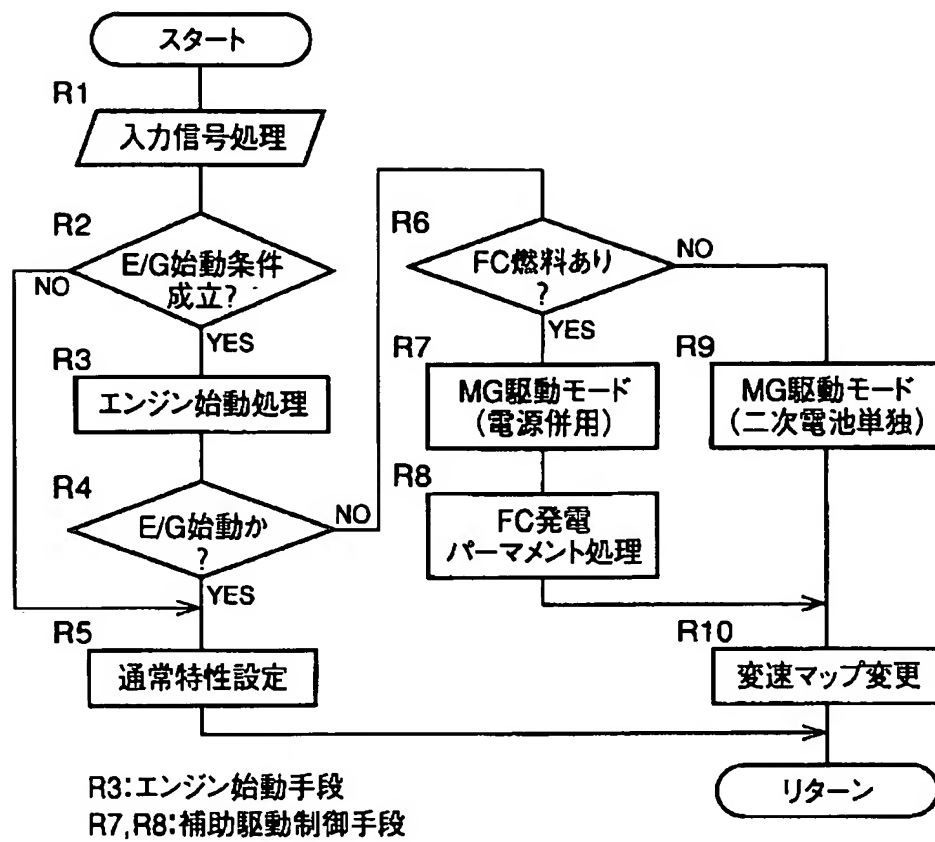 スタート
R1
入力信号処理
R2
E/G始動条件
成立?
NO
YES
R3
エンジン始動処理
R4
E/G始動か
?
NO
YES
R5
通常特性設定
R6
FC燃料あり
?
NO
YES
R7
MG駆動モード
(電源併用)
R8
FC発電
パーマメント処理
R9
MG駆動モード
(二次電池単独)
R10
変速マップ変更
リターン
R3:エンジン始動手段
R7,R8:補助駆動制御手段